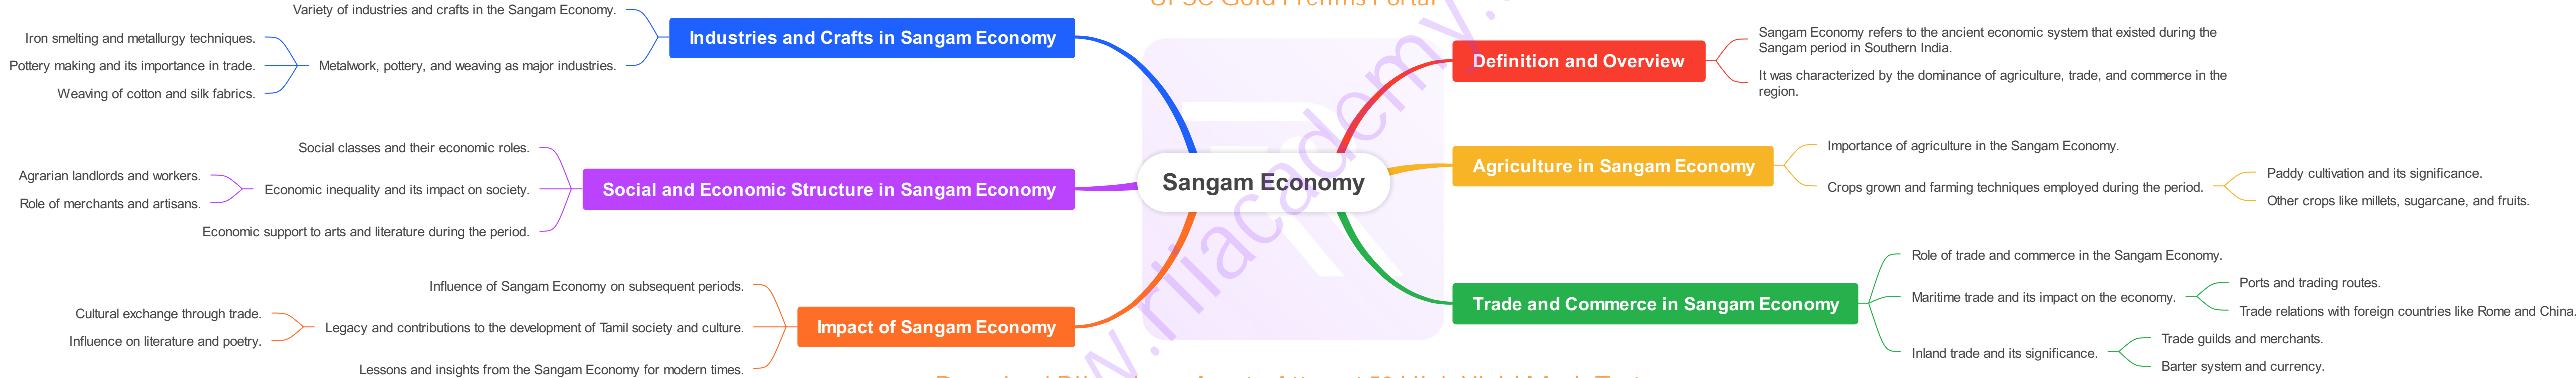 UPSC Gold Prelims Portal
Sangam Economy
Definition and Overview
Sangam Economy refers to the ancient economic system that existed during the
Sangam period in Southern India.
It was characterized by the dominance of agriculture, trade, and commerce in the
region.
Agriculture in Sangam Economy
Importance of agriculture in the Sangam Economy.
Crops grown and farming techniques employed during the period.
Paddy cultivation and its significance.
Other crops like millets, sugarcane, and fruits.
Trade and Commerce in Sangam Economy
Role of trade and commerce in the Sangam Economy.
Maritime trade and its impact on the economy.
Ports and trading routes.
Trade relations with foreign countries like Rome and China.
Inland trade and its significance.
Trade guilds and merchants.
Barter system and currency.
Industries and Crafts in Sangam Economy
Variety of industries and crafts in the Sangam Economy.
Metalwork, pottery, and weaving as major industries.
Iron smelting and metallurgy techniques.
Pottery making and its importance in trade.
Weaving of cotton and silk fabrics.
Social and Economic Structure in Sangam Economy
Social classes and their economic roles.
Economic inequality and its impact on society.
Agrarian landlords and workers.
Role of merchants and artisans.
Economic support to arts and literature during the period.
Impact of Sangam Economy
Influence of Sangam Economy on subsequent periods.
Legacy and contributions to the development of Tamil society and culture.
Cultural exchange through trade.
Influence on literature and poetry.
Lessons and insights from the Sangam Economy for modern times.